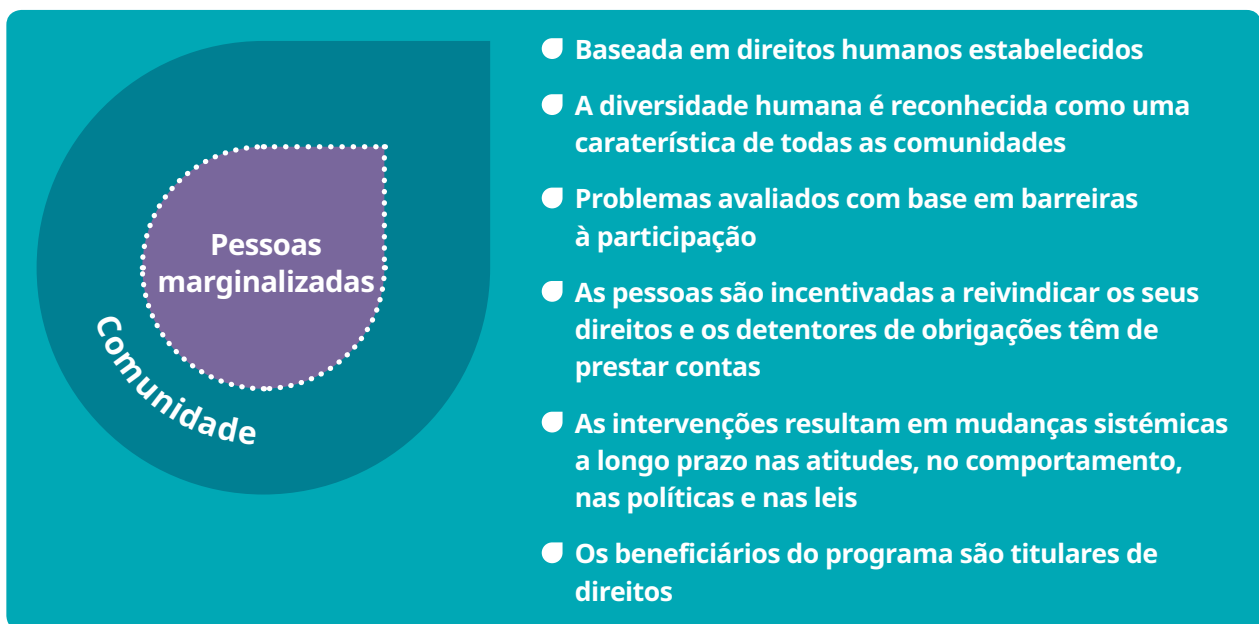 Pessoas
marginalizadas
Comunidade
Baseada em direitos humanos estabelecidos
A diversidade humana é reconhecida como uma
caraterística de todas as comunidades
Problemas avaliados com base em barreiras
à participação
As pessoas são incentivadas a reivindicar os seus
direitos e os detentores de obrigações têm de
prestar contas
As intervenções resultam em mudanças sistémicas
a longo prazo nas atitudes, no comportamento,
nas políticas e nas leis
Os beneficiários do programa são titulares de
direitos